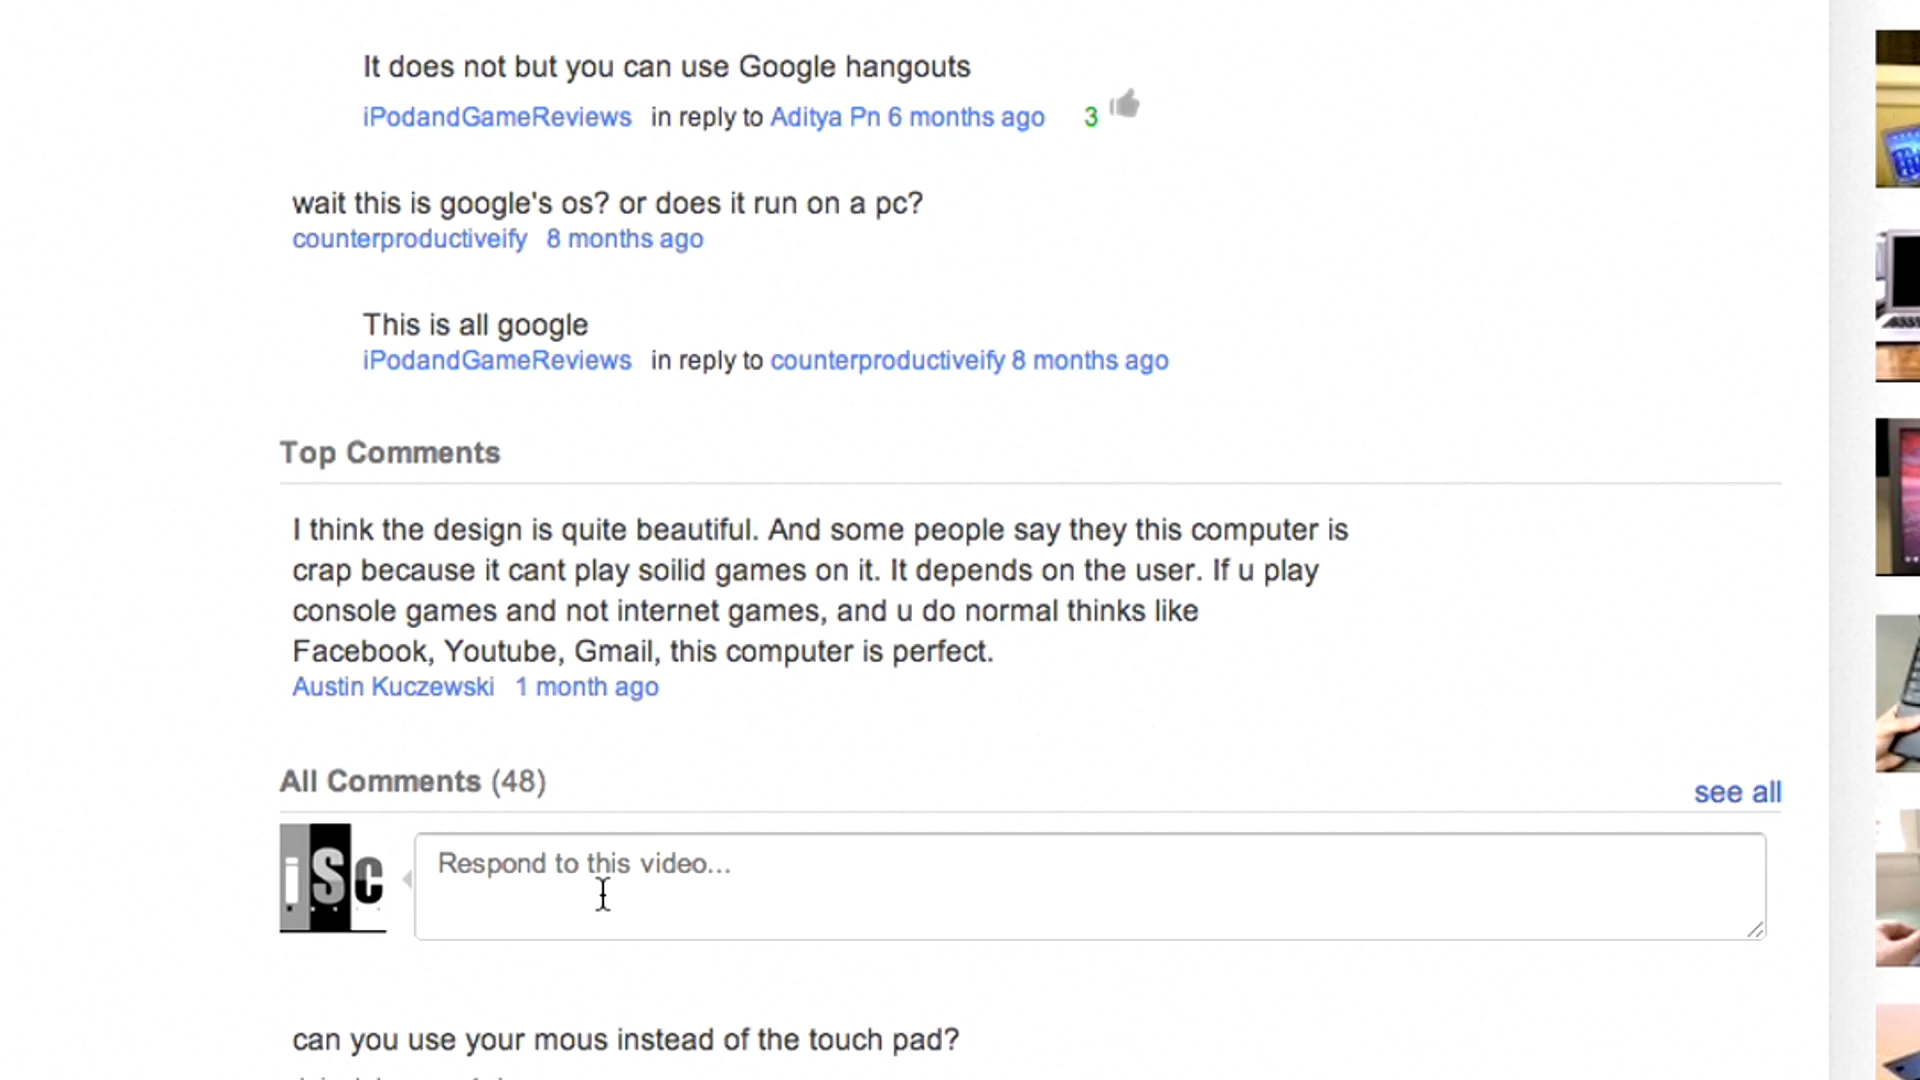 It does not but you can use Google hangouts
iPodandGameReviews in reply to Aditya Pn 6 months ago 3
wait this is google's os? or does it run on a pc?
counterproductiveify 8 months ago
This is all google
iPodandGameReviews in reply to counterproductiveify 8 months ago
Top Comments
I think the design is quite beautiful. And some people say they this computer is
crap because it cant play soilid games on it. It depends on the user. If u play
console games and not internet games, and u do normal thinks like
Facebook, Youtube, Gmail, this computer is perfect.
Austin Kuczewski 1 month ago
All Comments (48)
see all
iSc
Respond to this video...
can you use your mous instead of the touch pad?